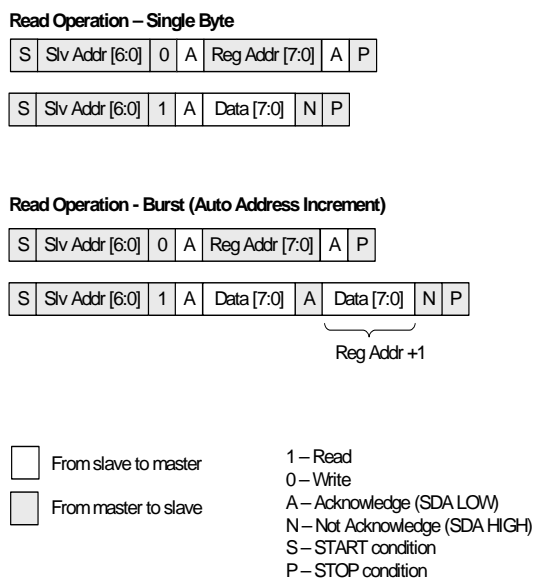 Read Operation – Single Byte
S Slv Addr [6:0] 0 A Reg Addr [7:0] A P
S Slv Addr [6:0] 1 A Data [7:0] N P
Read Operation - Burst (Auto Address Increment)
S Slv Addr [6:0] 0 A Reg Addr [7:0] A P
S Slv Addr [6:0] 1 A Data [7:0] A Data [7:0] N P
Reg Addr +1
From slave to master
From master to slave
1 – Read
0 – Write
A – Acknowledge (SDA LOW)
N – Not Acknowledge (SDA HIGH)
S – START condition
P – STOP condition